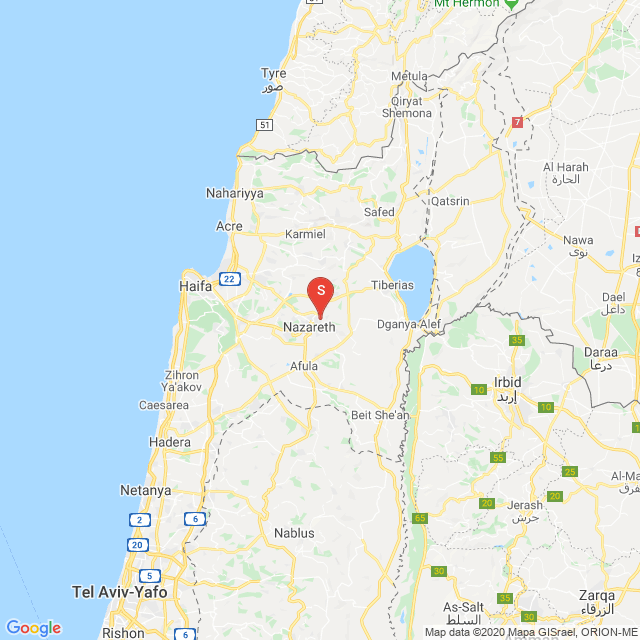 Mt Hermon
Tyre
صور
Metula
Qiryat
Shemona
51
7
Al Harah
الحارة
Nahariyya
Safed
Qatsrin
Acre
Karmiel
Nawa
نوى
22
Haifa
Tiberias
S
Dael
داعل
Nazareth
Dganya Alef
35
Daraa
درعا
Afula
Zihron
Ya'akov
Irbid
إربد
10
10
Caesarea
Beit She'an
Hadera
55
25
Netanya
20
20
Jerash
جرش
2
6
65
Nablus
20
5
30
Tel Aviv-Yafo
35
Zarqa
الزرقاء
As-Salt
السلط
30
Google
Rishon
6
Map data ©2020 Mapa GISrael, ORION-ME